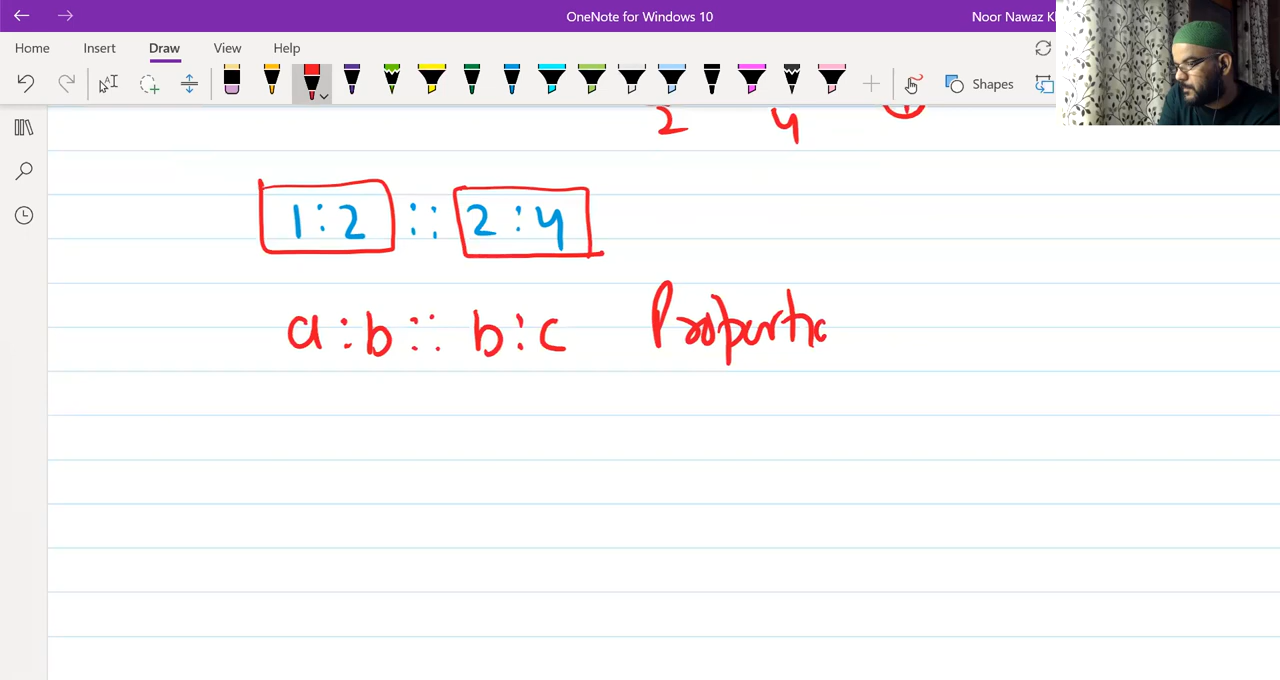 OneNote for Windows 10
Noor Nawaz K
Home Insert Draw View Help
Shapes
2 4
1 : 2 :: 2 : 4
a : b :: b : c Proportio